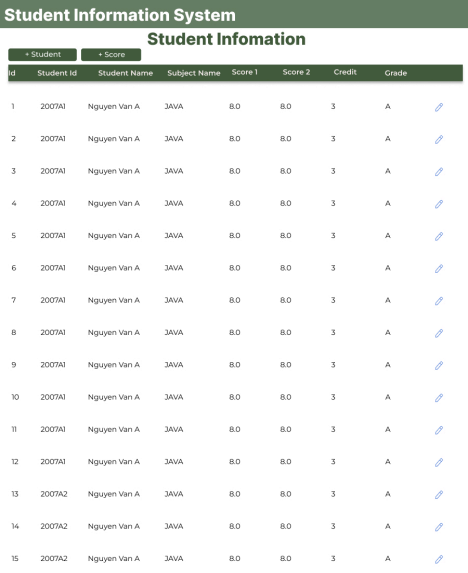 Student Information System
Student Infomation
+ Student + Score
Id Student Id Student Name Subject Name Score 1 Score 2 Credit Grade
1 2007A1 Nguyen Van A JAVA 8.0 8.0 3 A
2 2007A1 Nguyen Van A JAVA 8.0 8.0 3 A
3 2007A1 Nguyen Van A JAVA 8.0 8.0 3 A
4 2007A1 Nguyen Van A JAVA 8.0 8.0 3 A
5 2007A1 Nguyen Van A JAVA 8.0 8.0 3 A
6 2007A1 Nguyen Van A JAVA 8.0 8.0 3 A
7 2007A1 Nguyen Van A JAVA 8.0 8.0 3 A
8 2007A1 Nguyen Van A JAVA 8.0 8.0 3 A
9 2007A1 Nguyen Van A JAVA 8.0 8.0 3 A
10 2007A1 Nguyen Van A JAVA 8.0 8.0 3 A
11 2007A1 Nguyen Van A JAVA 8.0 8.0 3 A
12 2007A1 Nguyen Van A JAVA 8.0 8.0 3 A
13 2007A2 Nguyen Van A JAVA 8.0 8.0 3 A
14 2007A2 Nguyen Van A JAVA 8.0 8.0 3 A
15 2007A2 Nguyen Van A JAVA 8.0 8.0 3 A